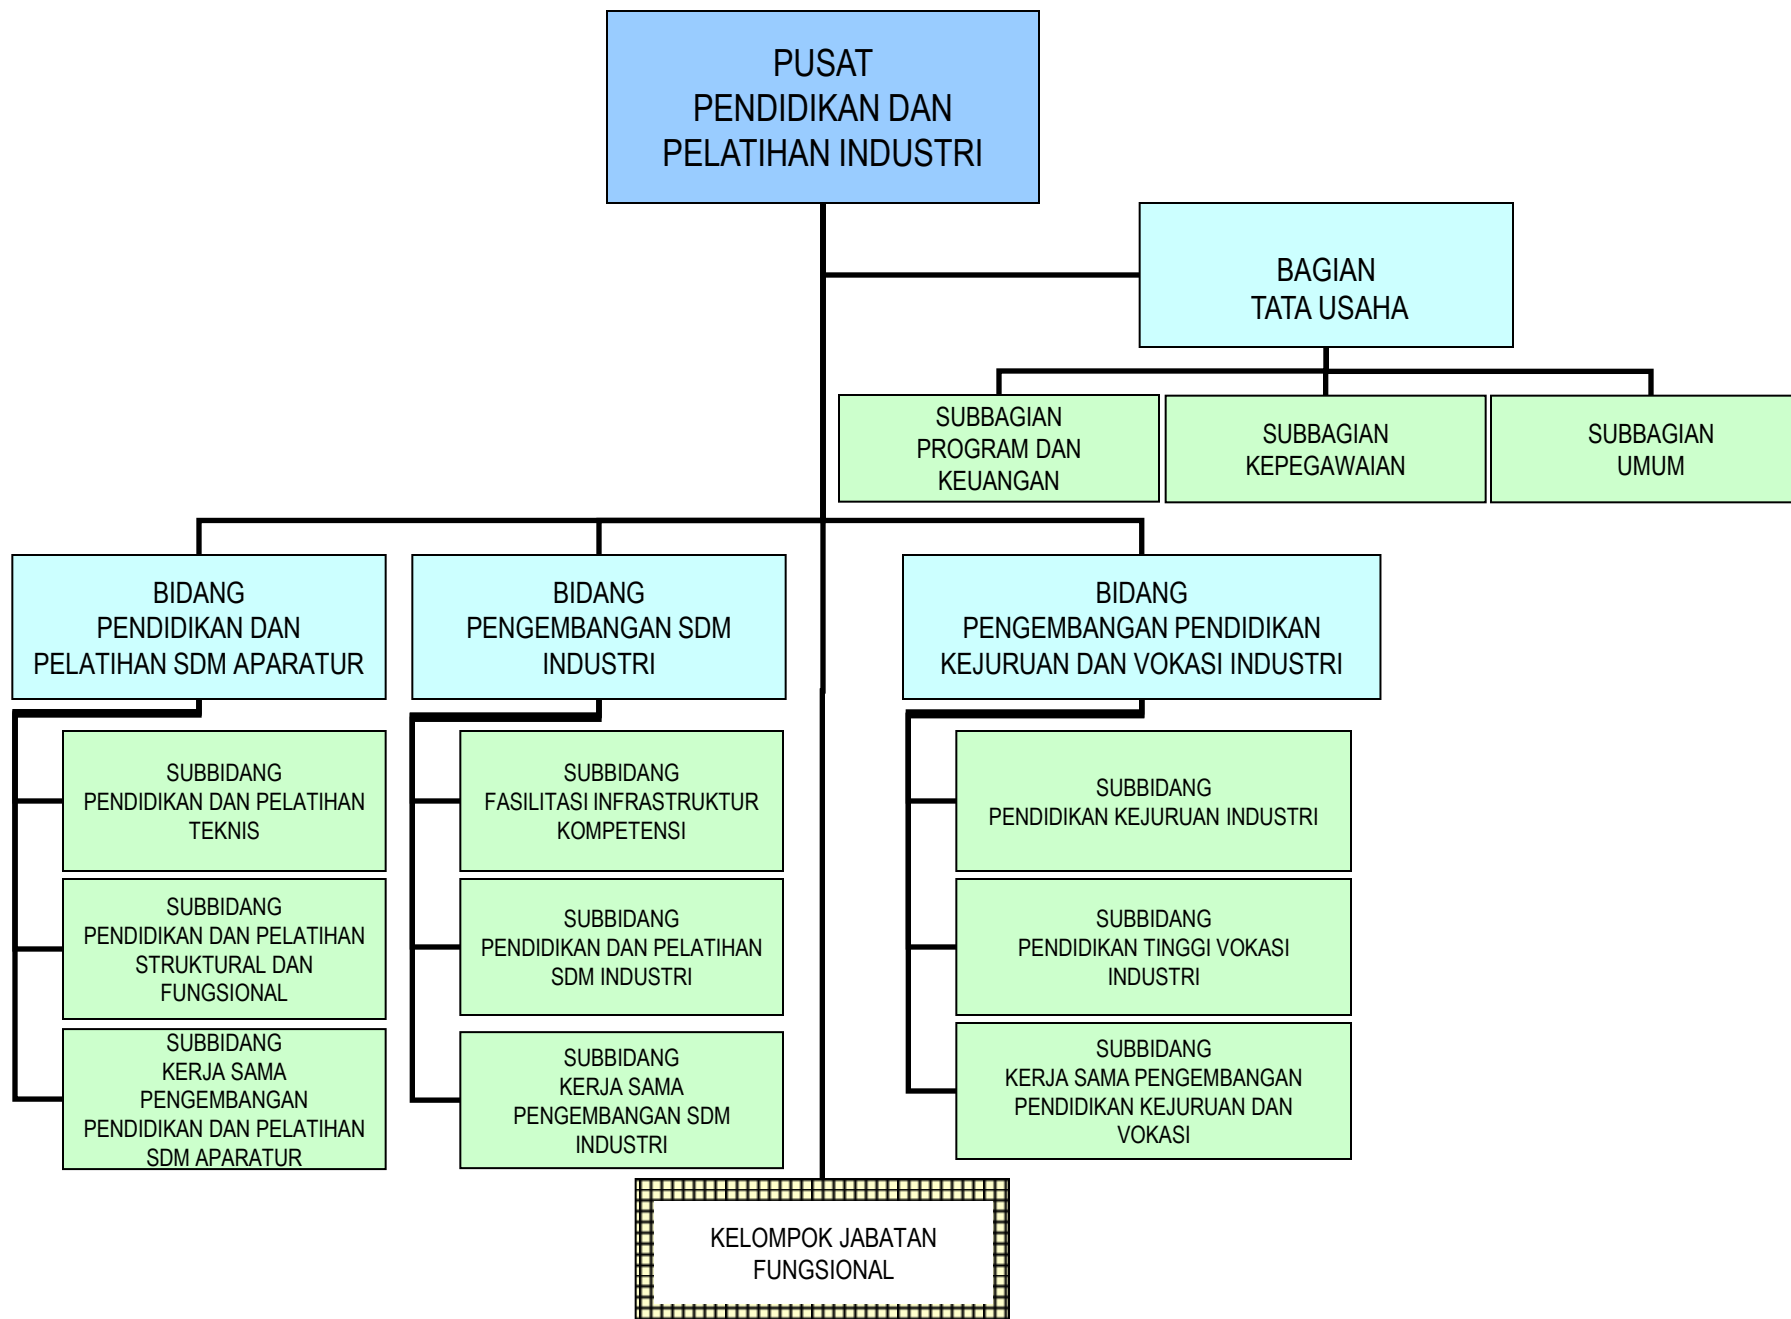 PUSAT
PENDIDIKAN DAN
PELATIHAN INDUSTRI
BAGIAN
TATA USAHA
SUBBAGIAN
PROGRAM DAN
KEUANGAN
SUBBAGIAN
KEPEGAWAIAN
SUBBAGIAN
UMUM
BIDANG
PENDIDIKAN DAN
PELATIHAN SDM APARATUR
BIDANG
PENGEMBANGAN SDM
INDUSTRI
BIDANG
PENGEMBANGAN PENDIDIKAN
KEJURUAN DAN VOKASI INDUSTRI
SUBBIDANG
PENDIDIKAN DAN PELATIHAN
TEKNIS
SUBBIDANG
PENDIDIKAN DAN PELATIHAN
STRUKTURAL DAN
FUNGSIONAL
SUBBIDANG
KERJA SAMA
PENGEMBANGAN
PENDIDIKAN DAN PELATIHAN
SDM APARATUR
SUBBIDANG
FASILITASI INFRASTRUKTUR
KOMPETENSI
SUBBIDANG
PENDIDIKAN DAN PELATIHAN
SDM INDUSTRI
SUBBIDANG
KERJA SAMA
PENGEMBANGAN SDM
INDUSTRI
SUBBIDANG
PENDIDIKAN KEJURUAN INDUSTRI
SUBBIDANG
PENDIDIKAN TINGGI VOKASI
INDUSTRI
SUBBIDANG
KERJA SAMA PENGEMBANGAN
PENDIDIKAN KEJURUAN DAN
VOKASI
KELOMPOK JABATAN
FUNGSIONAL